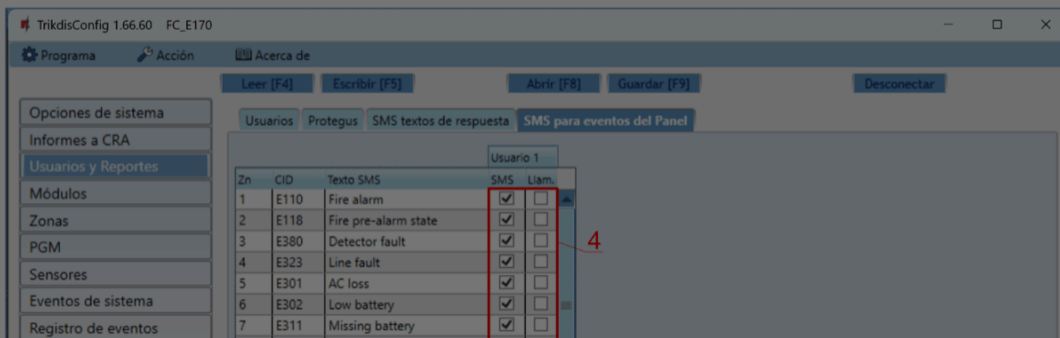 TrikdisConfig 1.66.60 FC_E170
Programa Acción Acerca de
Leer [F4] Escribir [F5] Abrir [F8] Guardar [F9] Desconectar
Opciones de sistema
Informes a CRA
Usuarios y Reportes
Módulos
Zonas
PGM
Sensores
Eventos de sistema
Registro de eventos
Usuarios Protegus SMS textos de respuesta SMS para eventos del Panel
Usuario 1
Zn CID Texto SMS SMS Llam.
1 E110 Fire alarm
2 E118 Fire pre-alarm state
3 E380 Detector fault
4 E323 Line fault
5 E301 AC loss
6 E302 Low battery
7 E311 Missing battery
4